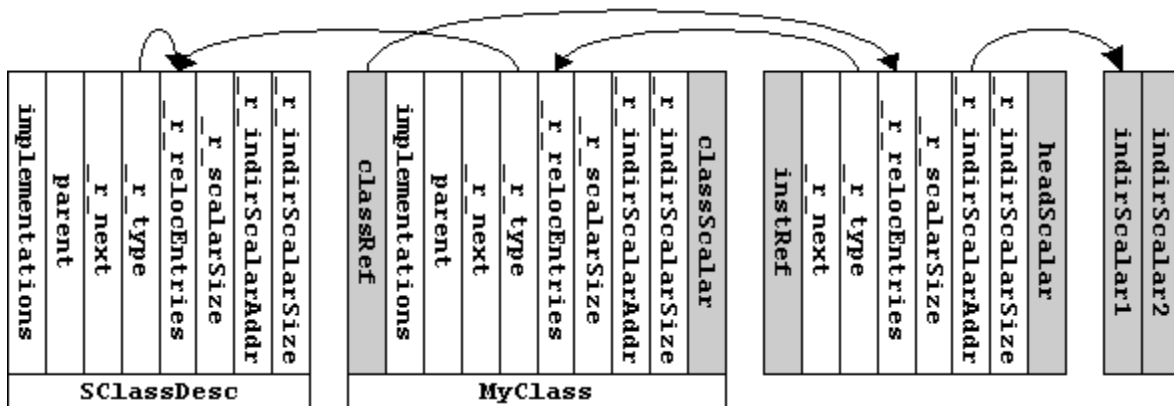 implementations
parent
_r_next
_r_type
_r_relocEntries
_r_scalarSize
_r_indirScalarAddr
_r_indirScalarSize
SClassDesc
classRef
implementations
parent
_r_next
_r_type
_r_relocEntries
_r_scalarSize
_r_indirScalarAddr
_r_indirScalarSize
classScalar
MyClass
instRef
_r_next
_r_type
_r_relocEntries
_r_scalarSize
_r_indirScalarAddr
_r_indirScalarSize
headScalar
indirScalar1
indirScalar2